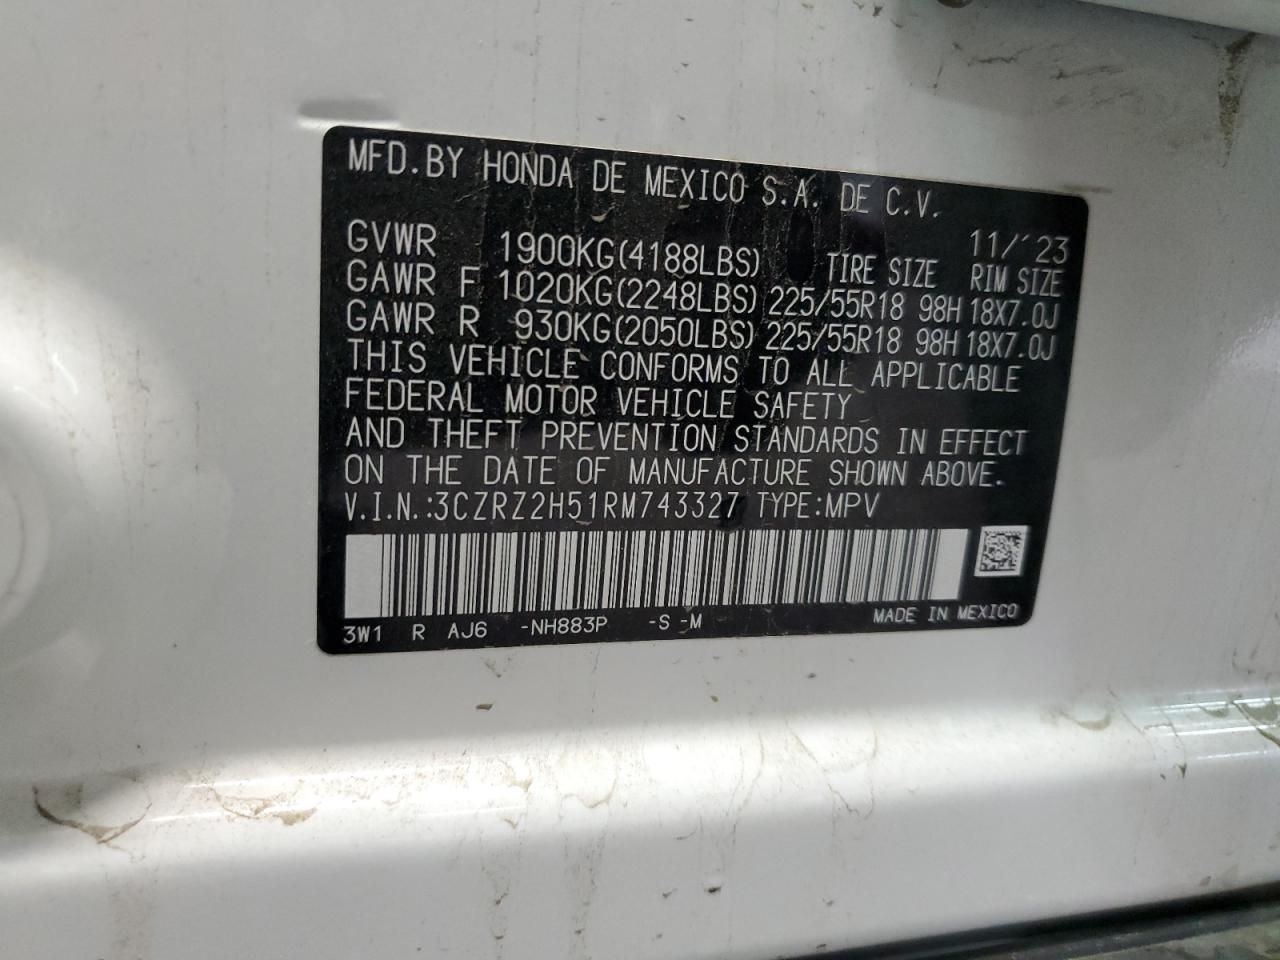 MFD.BY HONDA DE MEXICO S.A. DE C.V.
11/'23
GVWR 1900KG(4188LBS) TIRE SIZE RIM SIZE
GAWR F 1020KG(2248LBS) 225/55R18 98H 18X7.0J
GAWR R 930KG(2050LBS) 225/55R18 98H 18X7.0J
THIS VEHICLE CONFORMS TO ALL APPLICABLE
FEDERAL MOTOR VEHICLE SAFETY
AND THEFT PREVENTION STANDARDS IN EFFECT
ON THE DATE OF MANUFACTURE SHOWN ABOVE.
V.I.N.:3CZRZ2H51RM743327 TYPE:MPV
3W1 R AJ6 -NH883P -S -M MADE IN MEXICO